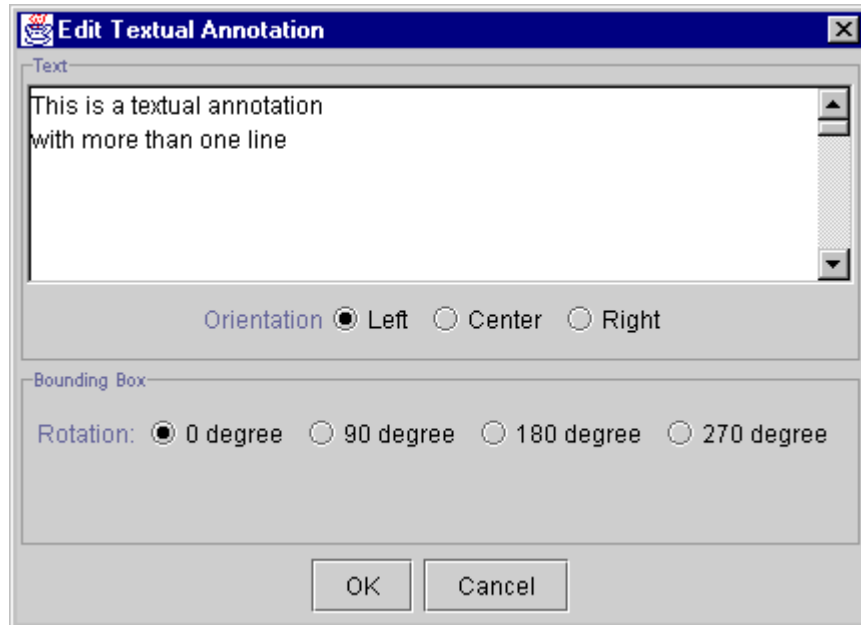 Edit Textual Annotation
Text
This is a textual annotation
with more than one line
Orientation Left Center Right
Bounding Box
Rotation: 0 degree 90 degree 180 degree 270 degree
OK Cancel